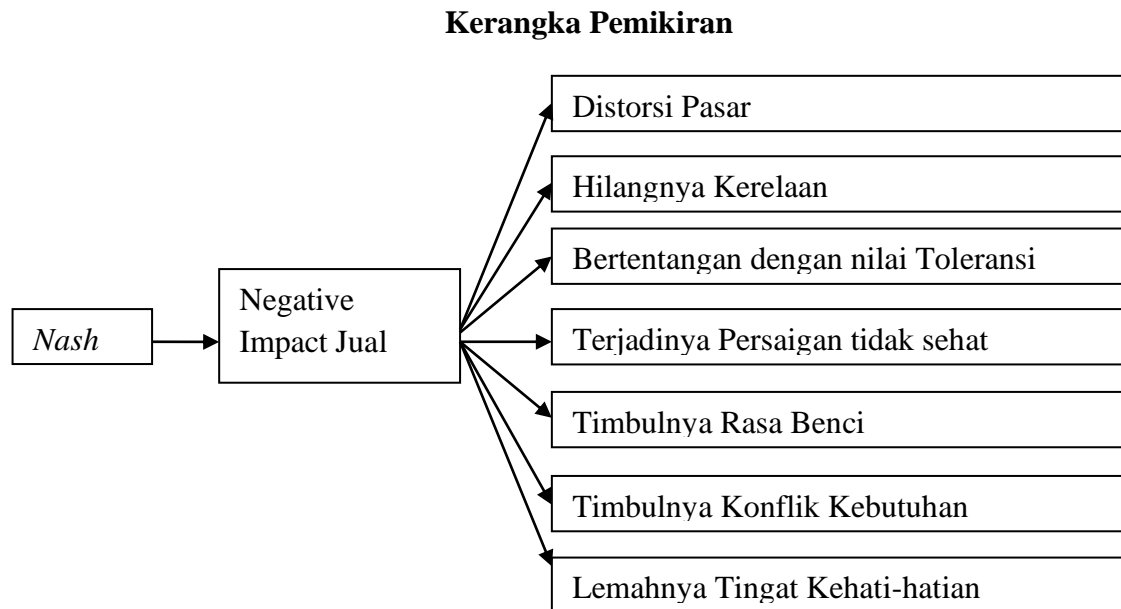 Kerangka Pemikiran
Distorsi Pasar
Hilangnya Kerelaan
Bertentangan dengan nilai Toleransi
Nash
Negative
Impact Jual
Terjadinya Persaigan tidak sehat
Timbulnya Rasa Benci
Timbulnya Konflik Kebutuhan
Lemahnya Tingat Kehati-hatian